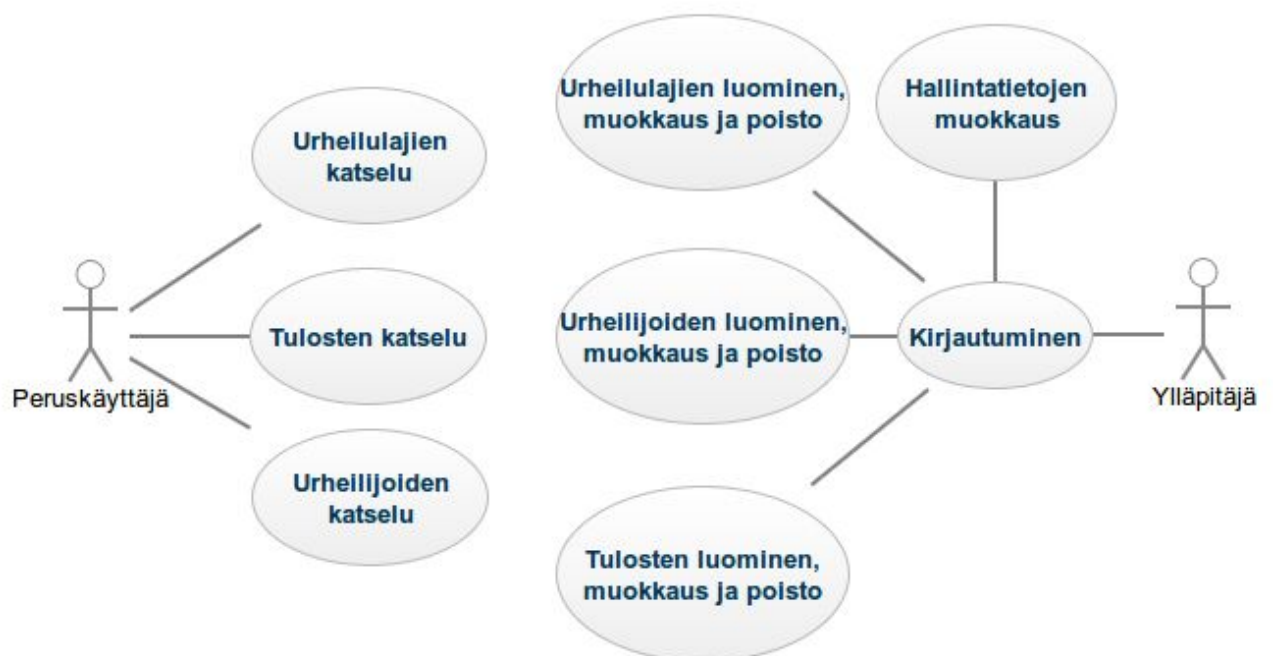 Urheilulajien
katselu
Tulosten katselu
Peruskäyttäjä
Urheilijoiden
katselu
Urheilulajien luominen,
muokkaus ja poisto
Hallintatietojen
muokkaus
Urheilijoiden luominen,
muokkaus ja poisto
Kirjautuminen
Ylläpitäjä
Tulosten luominen,
muokkaus ja poisto